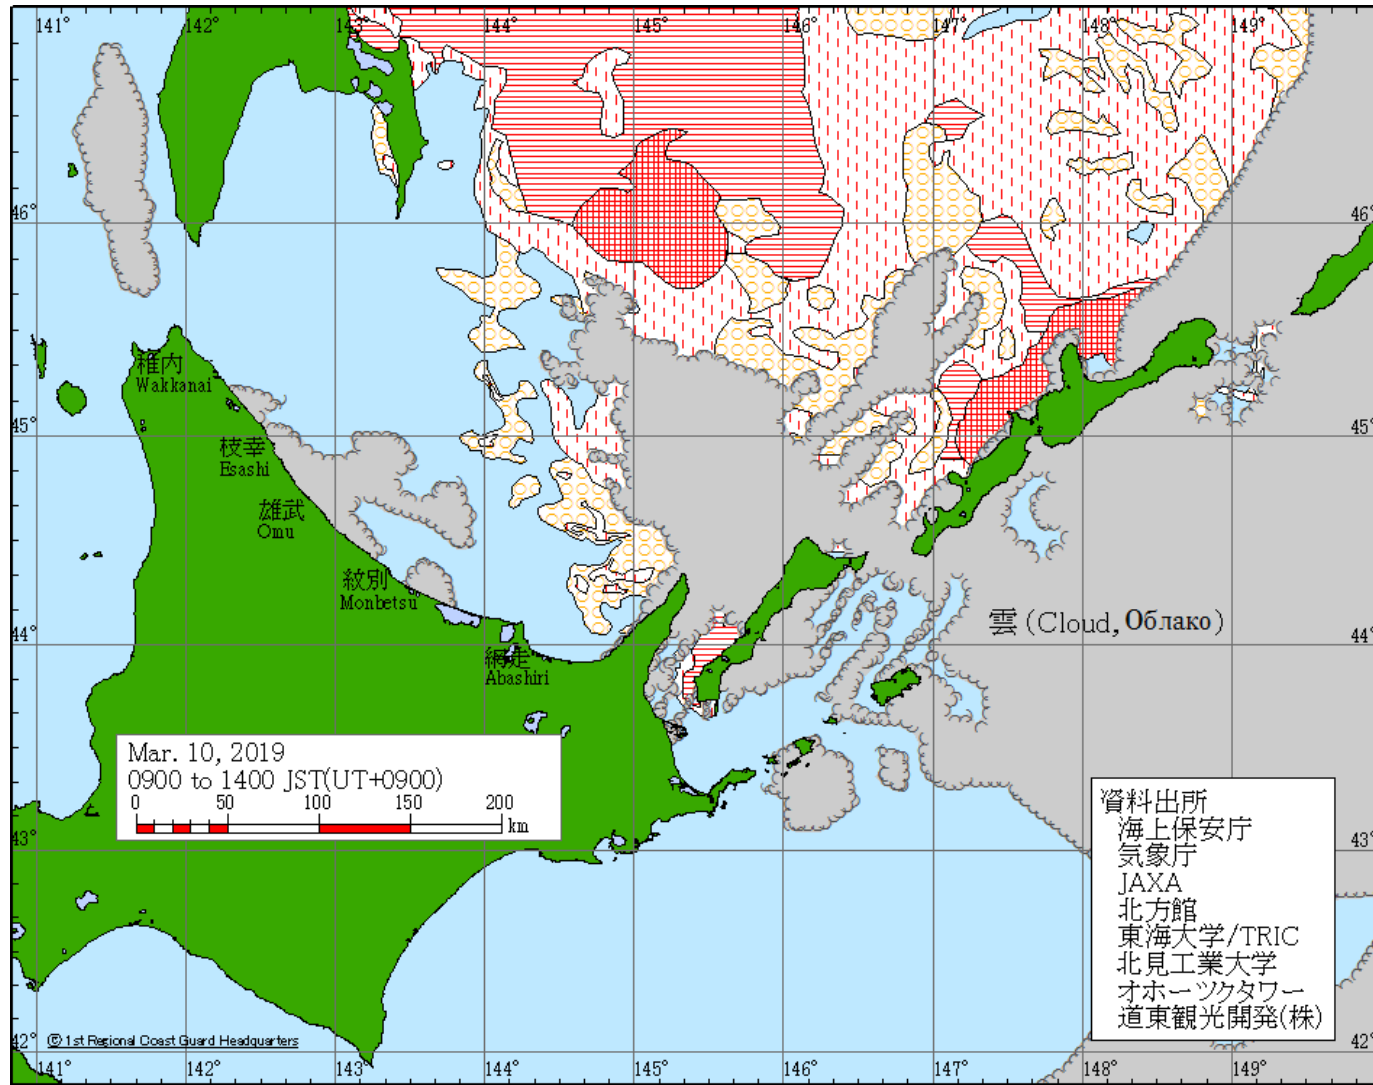 141° 142° 143° 144° 145° 146° 147° 148° 149°
46° 46°
稚内
Wakkanai
45° 45°
枝幸
Esashi
雄武
Omu
紋別
Monbetsu
雲(Cloud, Облако)
44° 44°
網走
Abashiri
Mar. 10, 2019
0900 to 1400 JST(UT+0900)
0 50 100 150 200
km
43° 43°
資料出所
海上保安庁
気象庁
JAXA
北方館
東海大学/TRIC
北見工業大学
オホーツクタワー
道東観光開発(株)
42° 42°
© 1st Regional Coast Guard Headquarters
141° 142° 143° 144° 145° 146° 147° 148° 149°